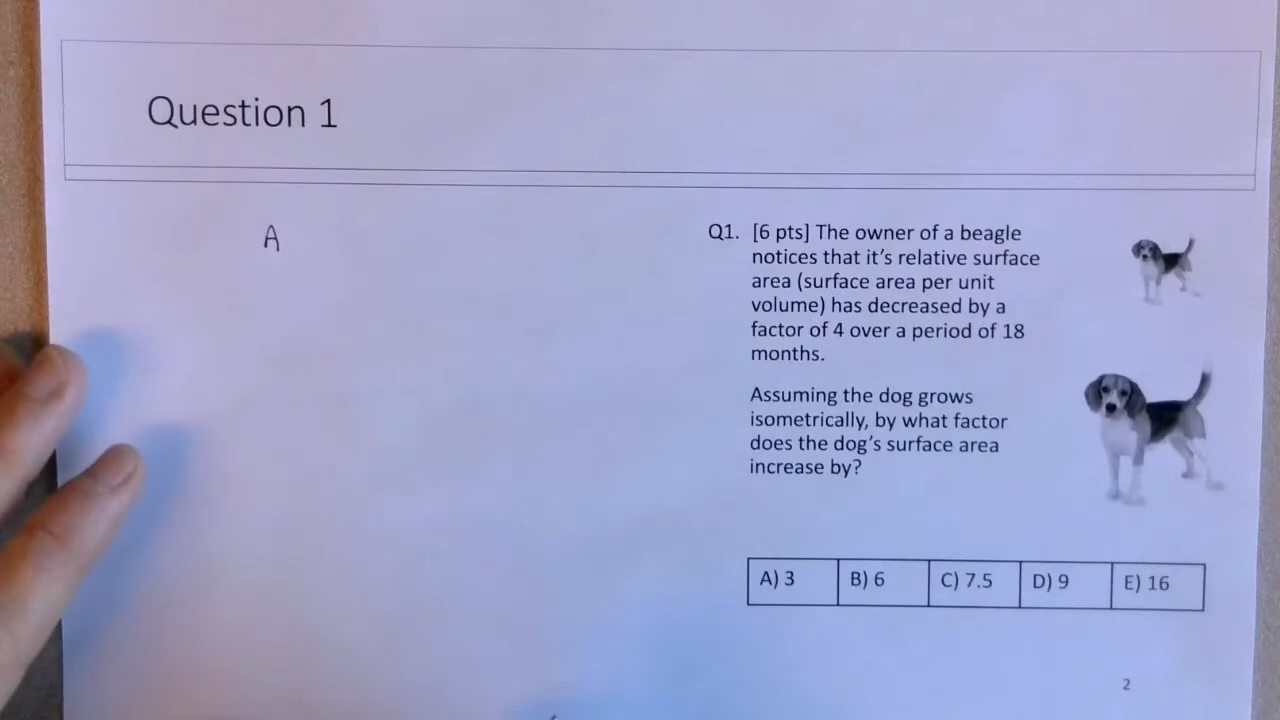 Question 1
A
Q1. [6 pts] The owner of a beagle
notices that it's relative surface
area (surface area per unit
volume) has decreased by a
factor of 4 over a period of 18
months.
Assuming the dog grows
isometrically, by what factor
does the dog's surface area
increase by?
A) 3 B) 6 C) 7.5 D) 9 E) 16
2